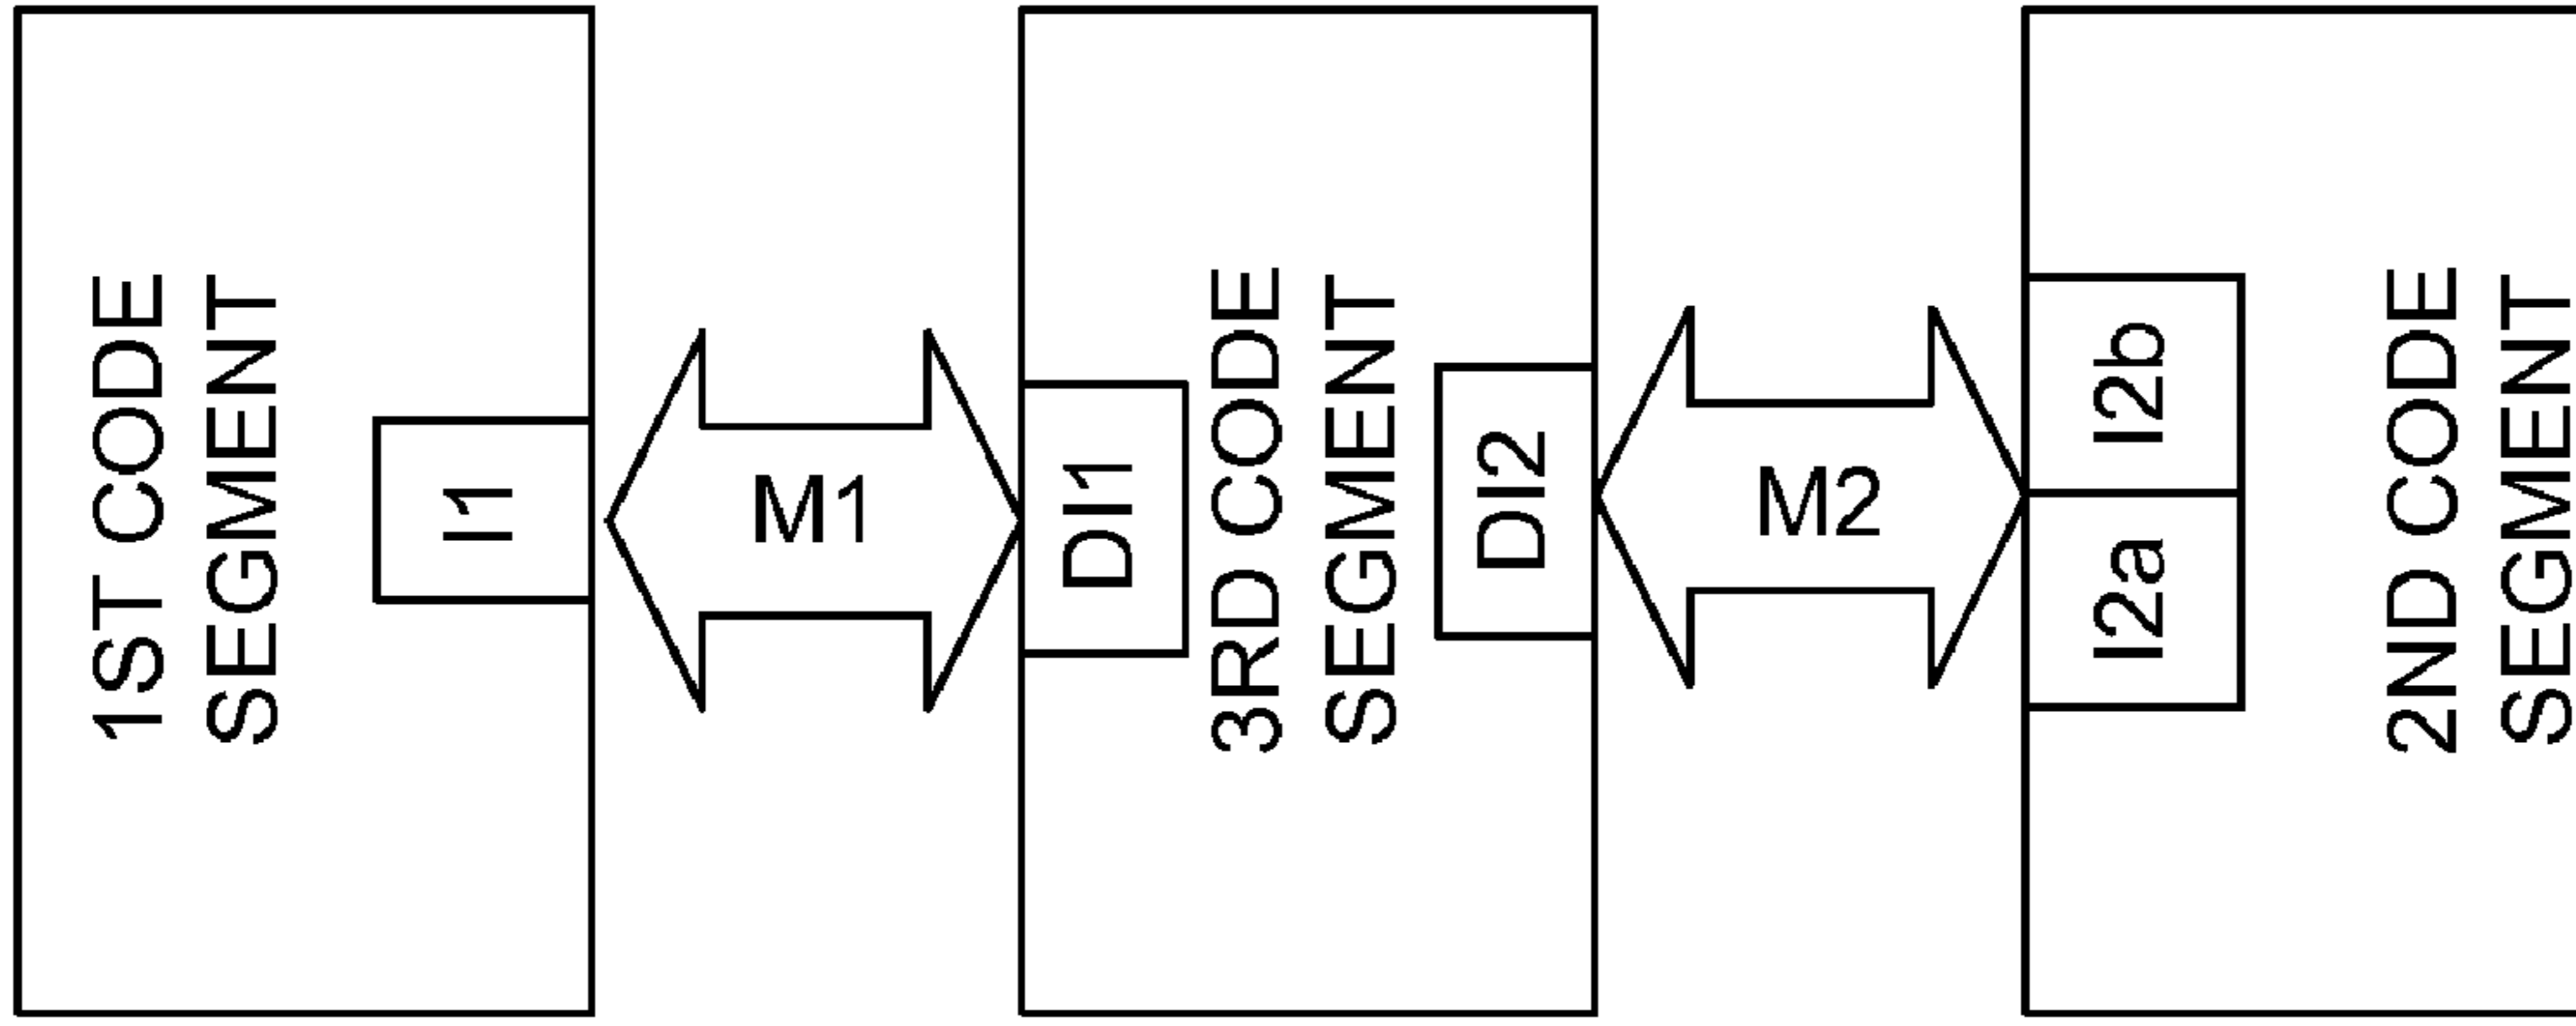 1ST CODE
SEGMENT
I1
M1
DI1
3RD CODE
SEGMENT
DI2
M2
I2a
I2b
2ND CODE
SEGMENT